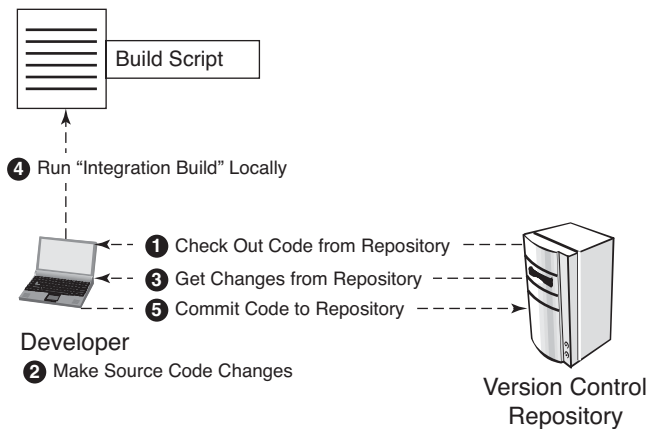 Build Script
4 Run “Integration Build” Locally
1 Check Out Code from Repository
3 Get Changes from Repository
5 Commit Code to Repository
Developer
2 Make Source Code Changes
Version Control
Repository